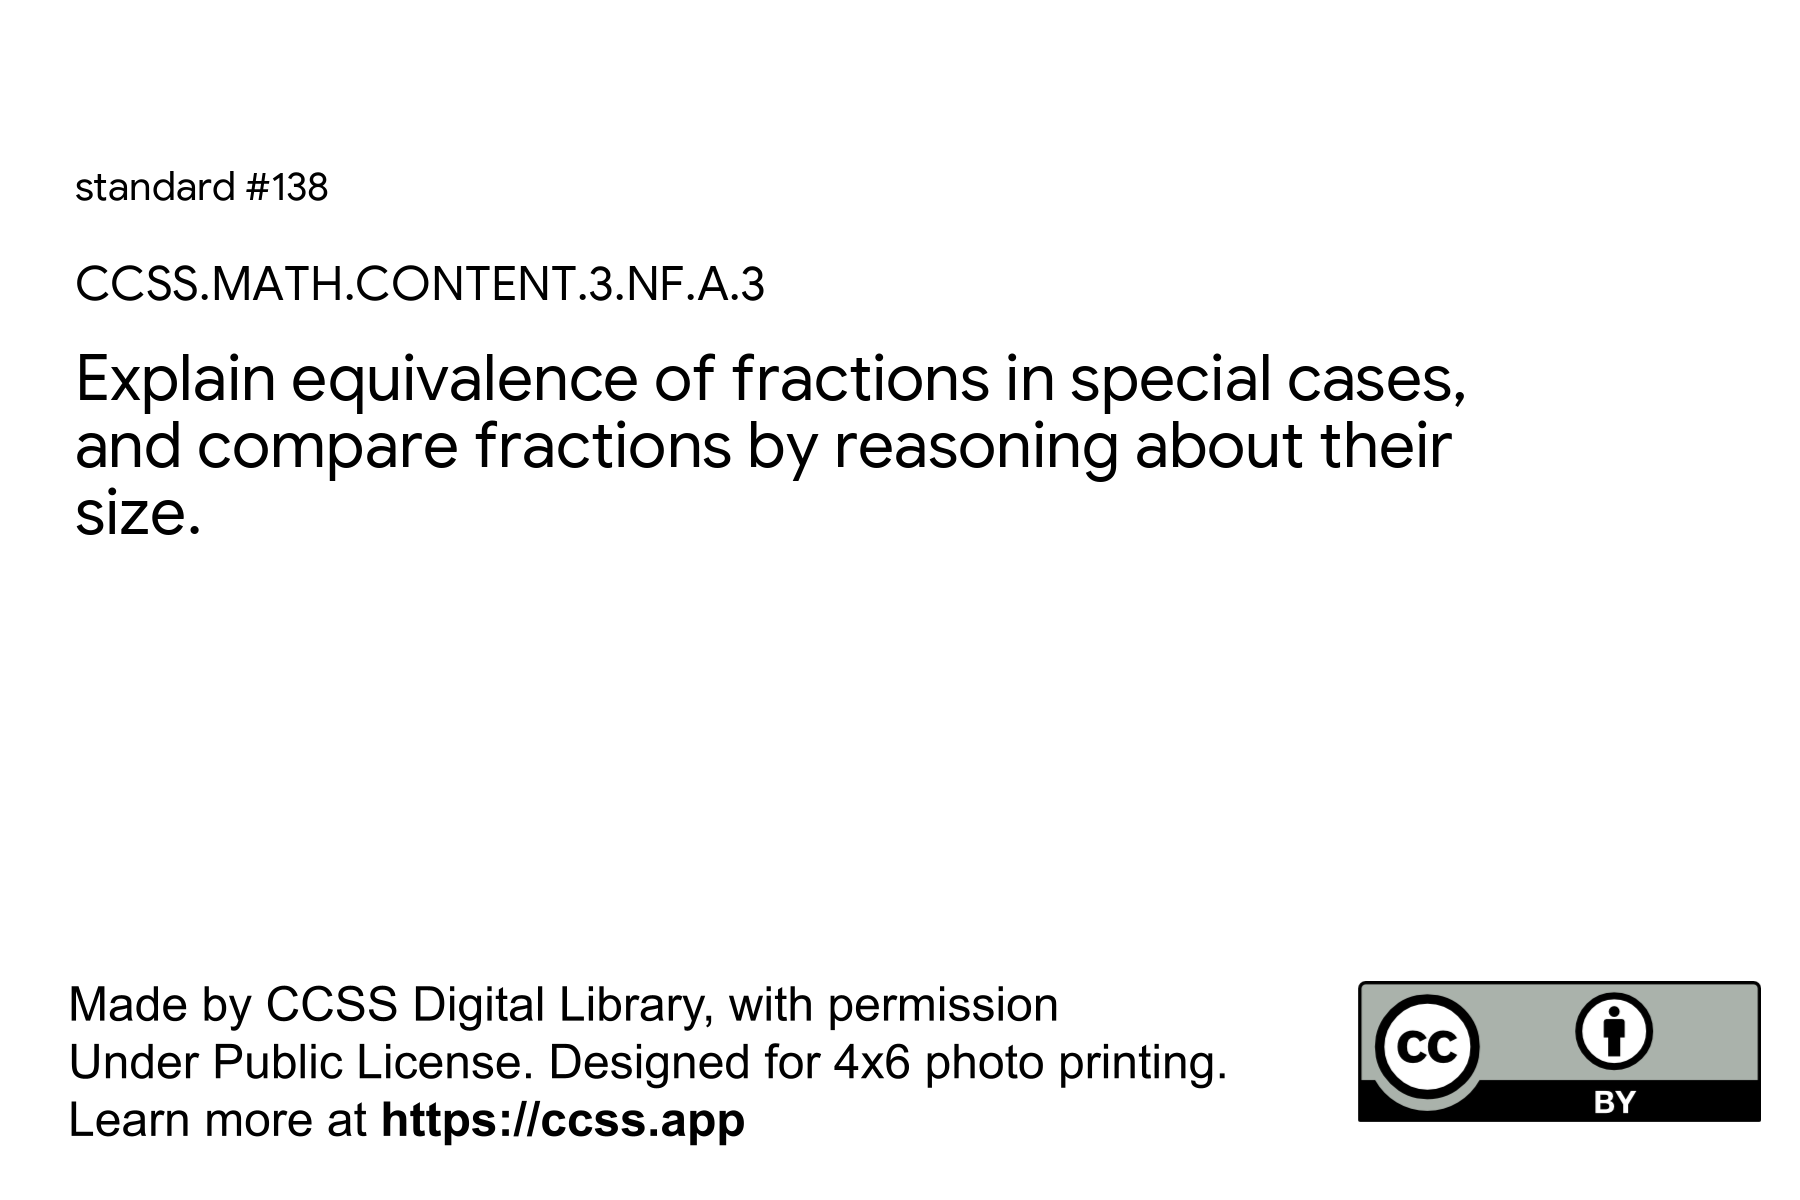 standard #138
CCSS.MATH.CONTENT.3.NF.A.3
Explain equivalence of fractions in special cases,
and compare fractions by reasoning about their
size.
Made by CCSS Digital Library, with permission
Under Public License. Designed for 4x6 photo printing.
Learn more at https://ccss.app
cc
BY